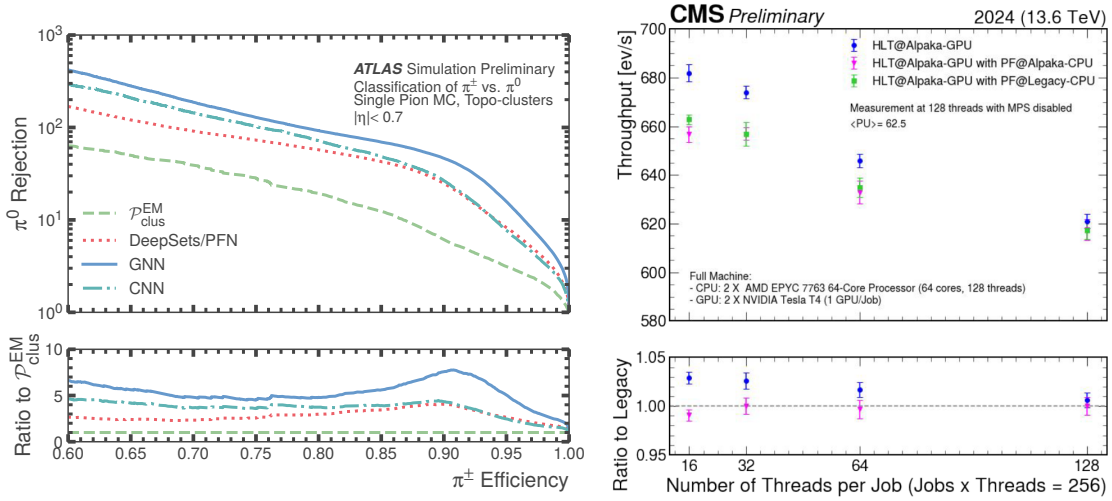 10³
10²
10¹
10⁰
π⁰ Rejection
ATLAS Simulation Preliminary
Classification of π± vs. π⁰
Single Pion MC, Topo-clusters
|η|< 0.7
𝒫ᴱᴹclus
DeepSets/PFN
GNN
CNN
10
5
0
Ratio to 𝒫ᴱᴹclus
0.60 0.65 0.70 0.75 0.80 0.85 0.90 0.95 1.00
π± Efficiency
CMS Preliminary
2024 (13.6 TeV)
700
680
660
640
620
600
580
Throughput [ev/s]
HLT@Alpaka-GPU
HLT@Alpaka-GPU with PF@Alpaka-CPU
HLT@Alpaka-GPU with PF@Legacy-CPU
Measurement at 128 threads with MPS disabled
<PU>= 62.5
Full Machine:
- CPU: 2 X AMD EPYC 7763 64-Core Processor (64 cores, 128 threads)
- GPU: 2 X NVIDIA Tesla T4 (1 GPU/Job)
1.05
1.00
0.95
Ratio to Legacy
16 32 64 128
Number of Threads per Job (Jobs x Threads = 256)